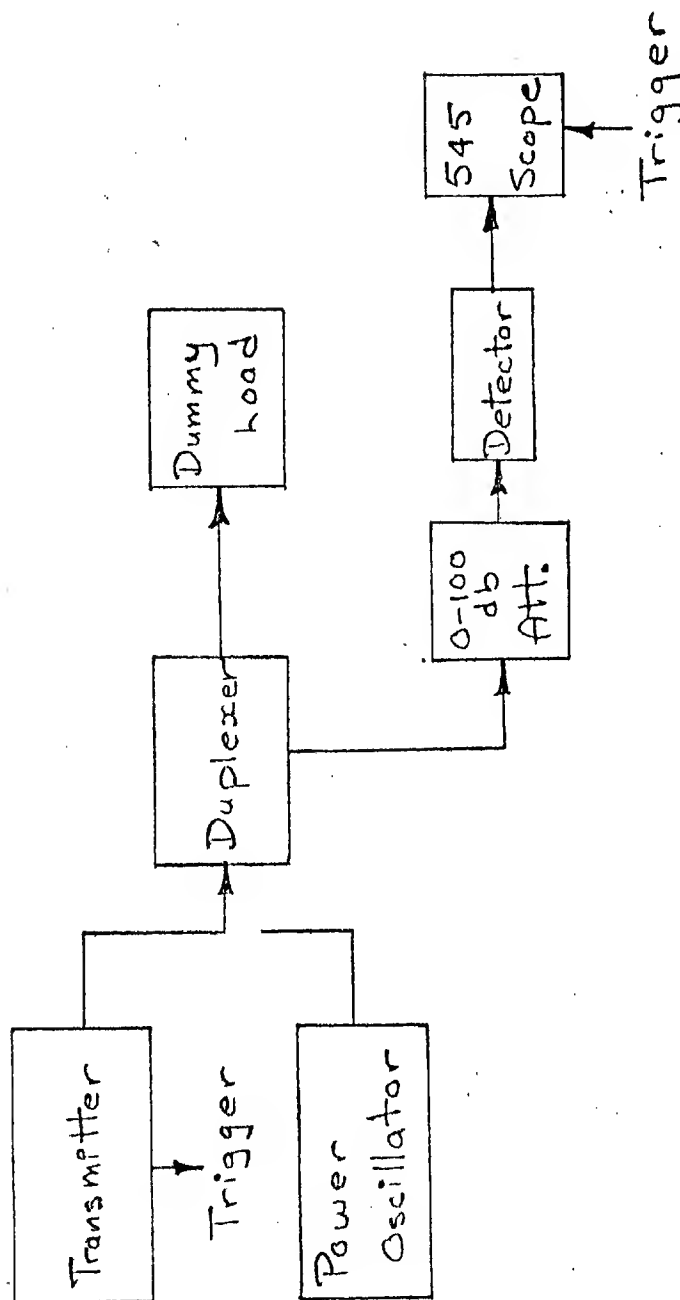 Transmitter
Trigger
Power
Oscillator
Duplexer
Dummy
Load
0-100
db
Att.
Detector
545
Scope
Trigger